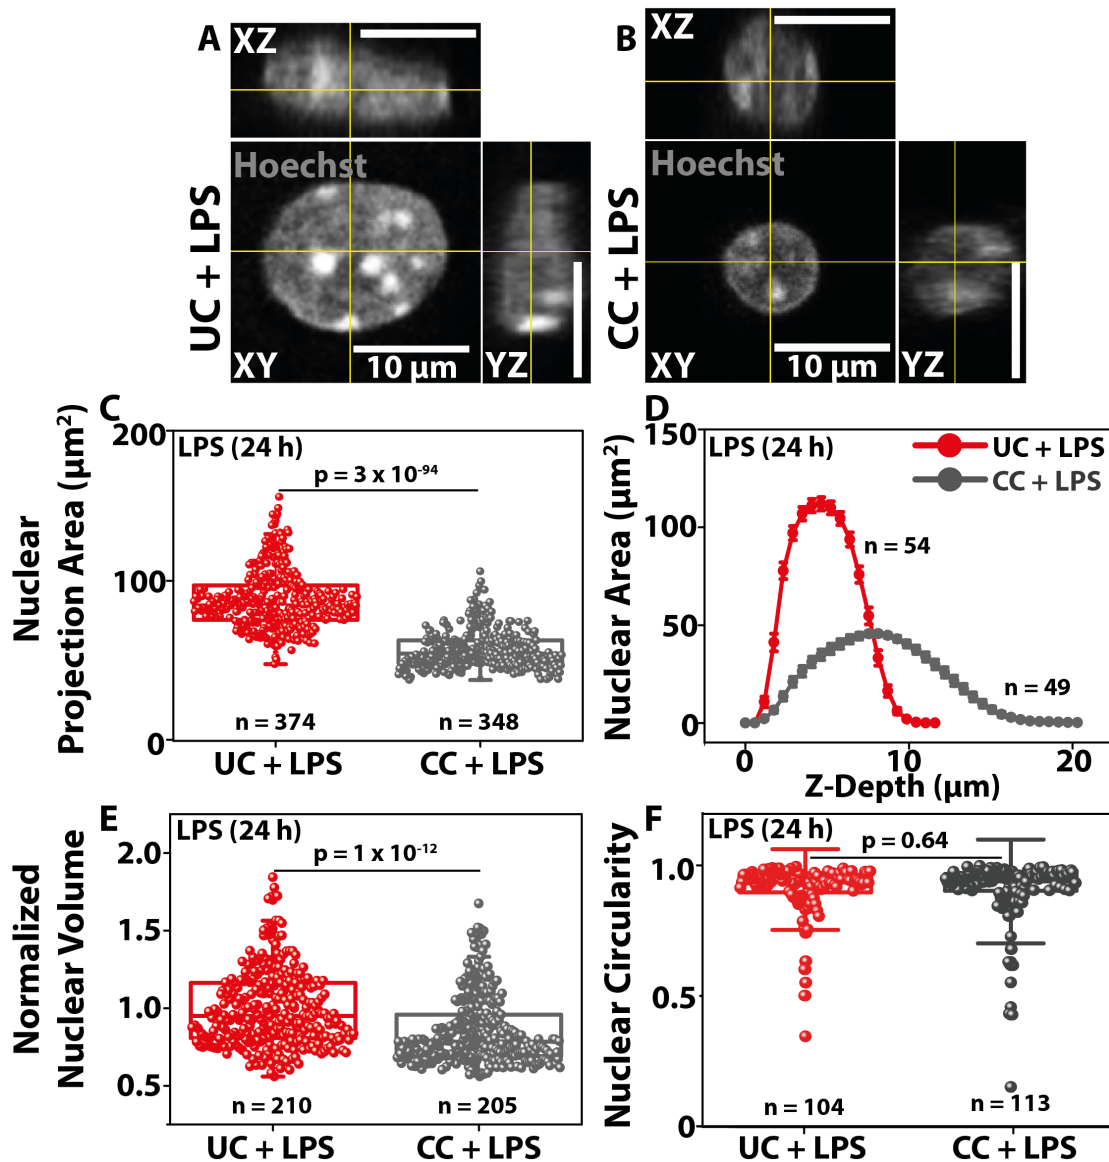 A
XZ
Hoechst
UC + LPS
XY
10 μm
YZ
B
XZ
Hoechst
CC + LPS
XY
10 μm
YZ
C
Nuclear
Projection Area (μm²)
200
100
0
LPS (24 h)
p = 3 x 10⁻⁹⁴
n = 374
n = 348
UC + LPS
CC + LPS
D
Nuclear Area (μm²)
150
100
50
0
LPS (24 h)
UC + LPS
CC + LPS
n = 54
n = 49
0
10
20
Z-Depth (μm)
E
Normalized
Nuclear Volume
2.0
1.5
1.0
0.5
LPS (24 h)
p = 1 x 10⁻¹²
n = 210
n = 205
UC + LPS
CC + LPS
F
Nuclear Circularity
1.0
0.5
0
LPS (24 h)
p = 0.64
n = 104
n = 113
UC + LPS
CC + LPS